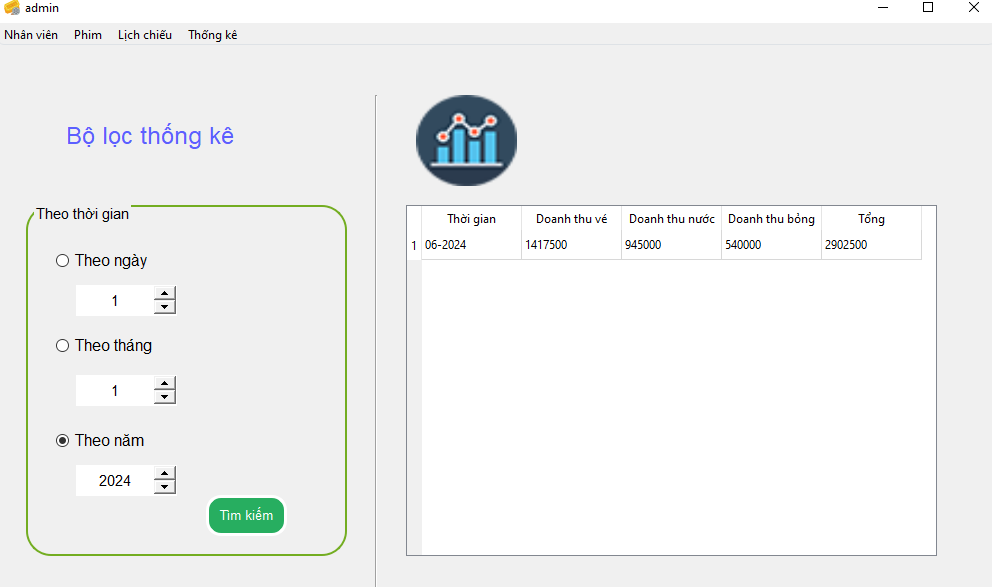 admin
Nhân viên Phim Lịch chiếu Thống kê
Bộ lọc thống kê
Theo thời gian
Theo ngày
1
Theo tháng
1
Theo năm
2024
Tìm kiếm
Thời gian Doanh thu vé Doanh thu nước Doanh thu bỏng Tổng
1 06-2024 1417500 945000 540000 2902500